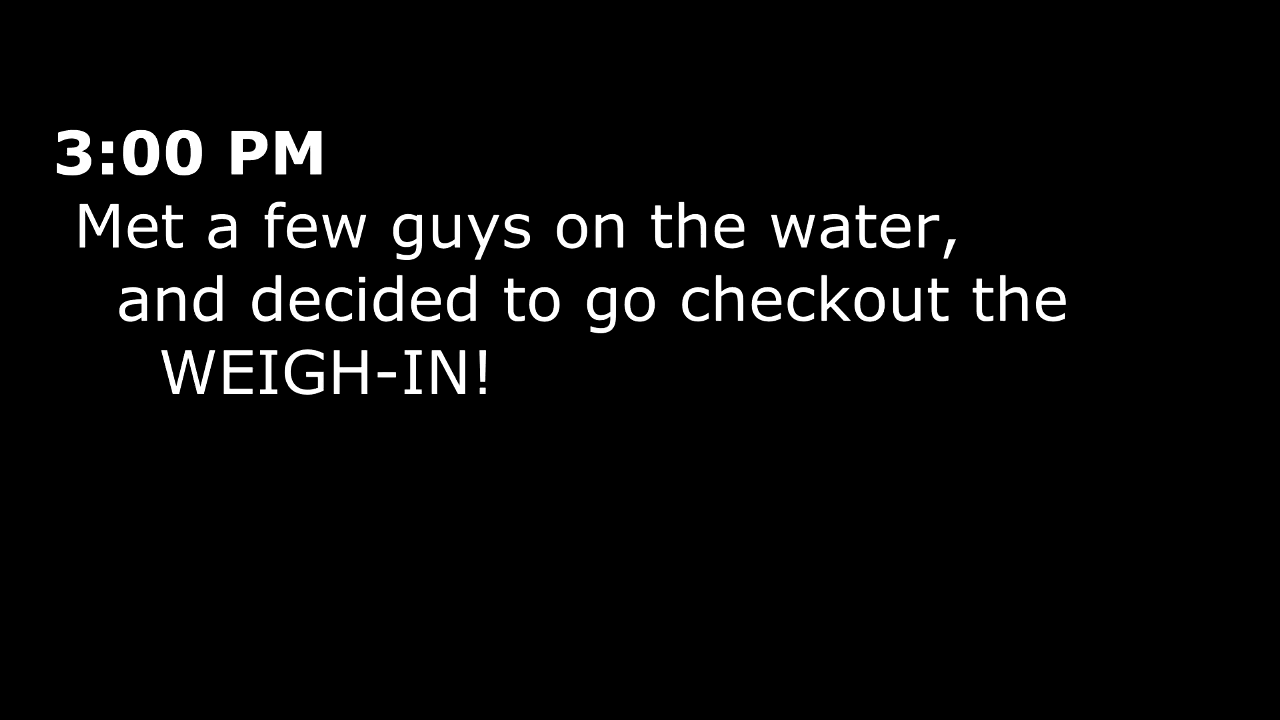 3:00 PM
Met a few guys on the water,
and decided to go checkout the
WEIGH-IN!